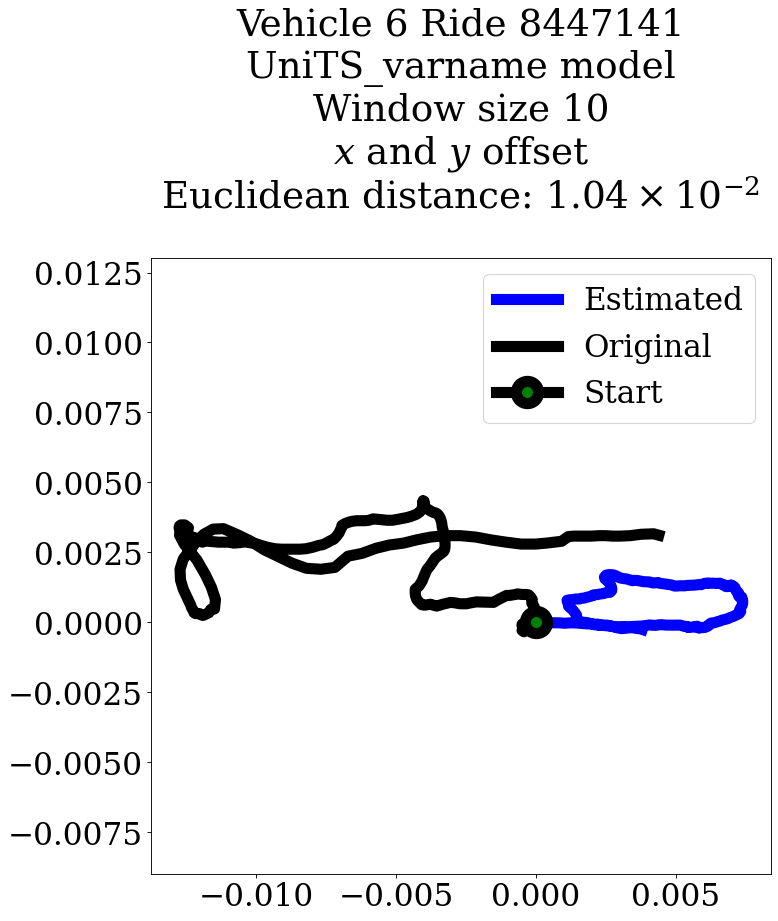 Vehicle 6 Ride 8447141
UniTS_varname model
Window size 10
x and y offset
Euclidean distance: 1.04 × 10⁻²
Estimated
Original
Start
0.0125
0.0100
0.0075
0.0050
0.0025
0.0000
−0.0025
−0.0050
−0.0075
−0.010 −0.005 0.000 0.005